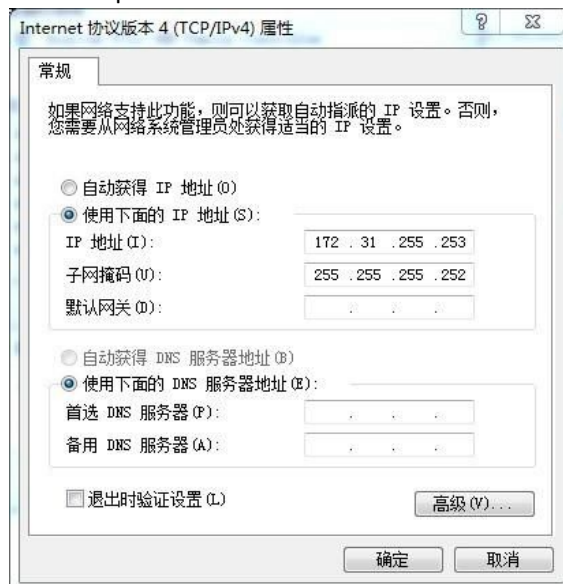 Internet 协议版本 4 (TCP/IPv4) 属性
常规
如果网络支持此功能，则可以获取自动指派的 IP 设置。否则，
您需要从网络系统管理员处获得适当的 IP 设置。
自动获得 IP 地址(O)
使用下面的 IP 地址(S):
IP 地址(I): 172 . 31 .255 .253
子网掩码(U): 255 .255 .255 .252
默认网关(D): . . .
自动获得 DNS 服务器地址(B)
使用下面的 DNS 服务器地址(E):
首选 DNS 服务器(P): . . .
备用 DNS 服务器(A): . . .
退出时验证设置(L)
高级(V)...
确定 取消